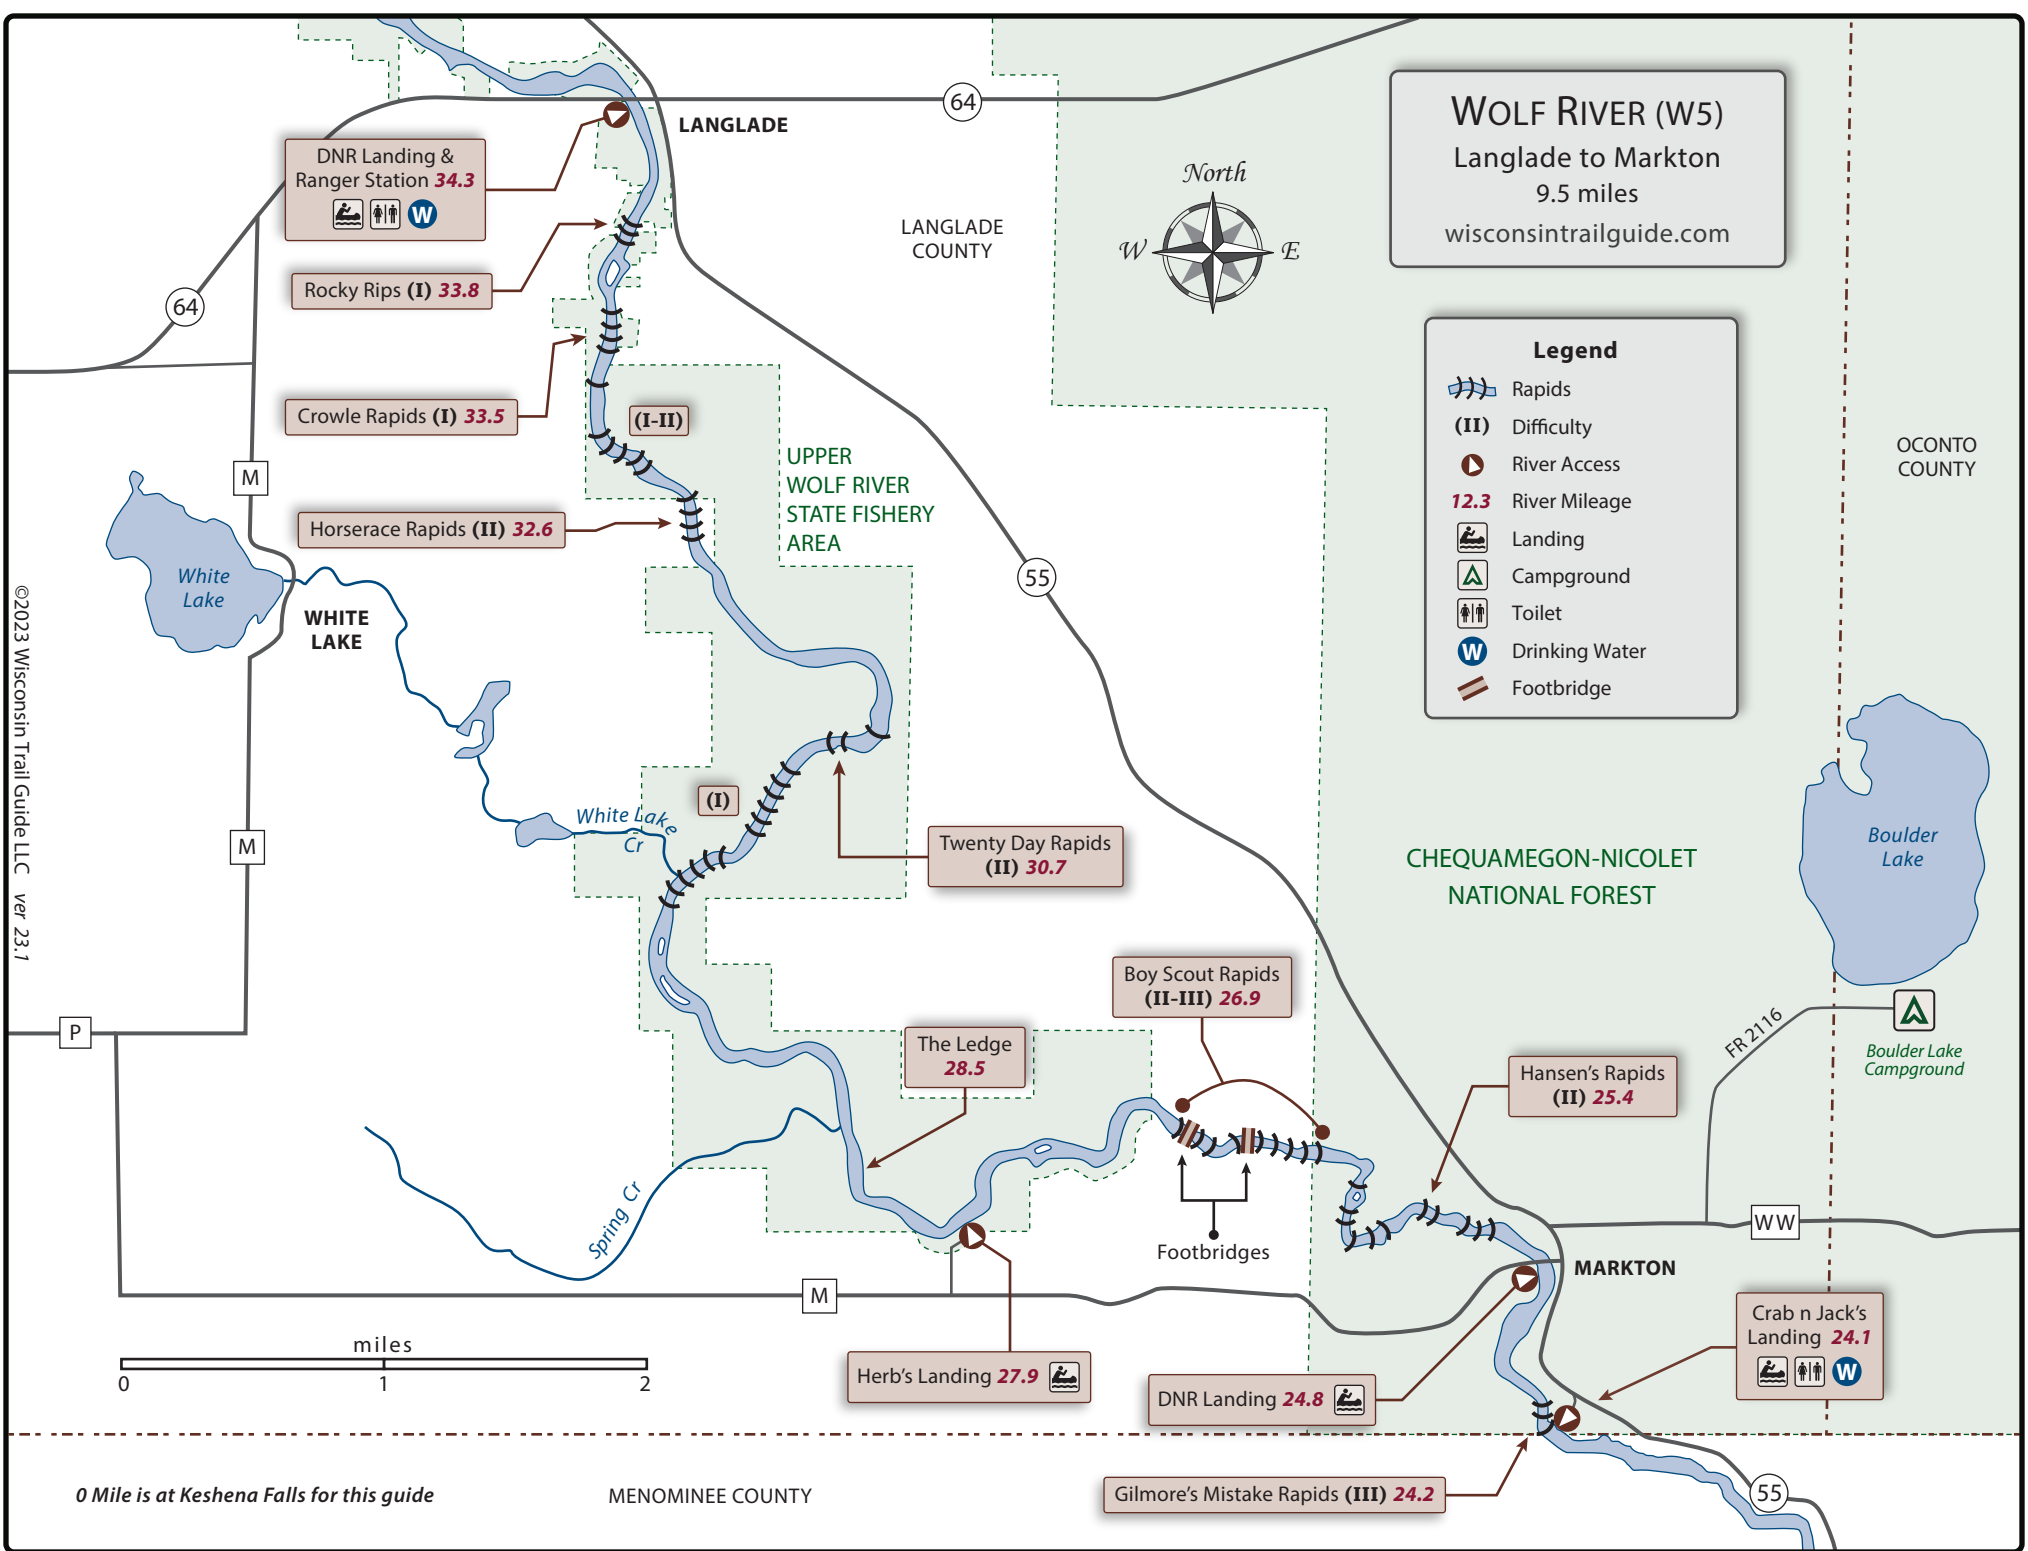 WOLF RIVER (W5)
Langlade to Markton
9.5 miles
wisconsintrailguide.com
64
LANGLADE
DNR Landing &
Ranger Station 34.3
W
LANGLADE
COUNTY
North
W
E
Rocky Rips (I) 33.8
64
Legend
Rapids
(II) Difficulty
River Access
12.3 River Mileage
Landing
Campground
Toilet
W Drinking Water
Footbridge
Crowle Rapids (I) 33.5
(I-II)
OCONTO
COUNTY
UPPER
WOLF RIVER
STATE FISHERY
AREA
M
Horserace Rapids (II) 32.6
55
White
Lake
WHITE
LAKE
©2023 Wisconsin Trail Guide LLC ver 23.1
(I)
White Lake
Cr
M
Twenty Day Rapids
(II) 30.7
CHEQUAMEGON-NICOLET
NATIONAL FOREST
Boulder
Lake
Boy Scout Rapids
(II-III) 26.9
P
The Ledge
28.5
FR 2116
Boulder Lake
Campground
Hansen's Rapids
(II) 25.4
Spring Cr
Footbridges
WW
MARKTON
M
Crab n Jack's
Landing 24.1
W
miles
0 1 2
Herb's Landing 27.9
DNR Landing 24.8
0 Mile is at Keshena Falls for this guide
MENOMINEE COUNTY
Gilmore's Mistake Rapids (III) 24.2
55